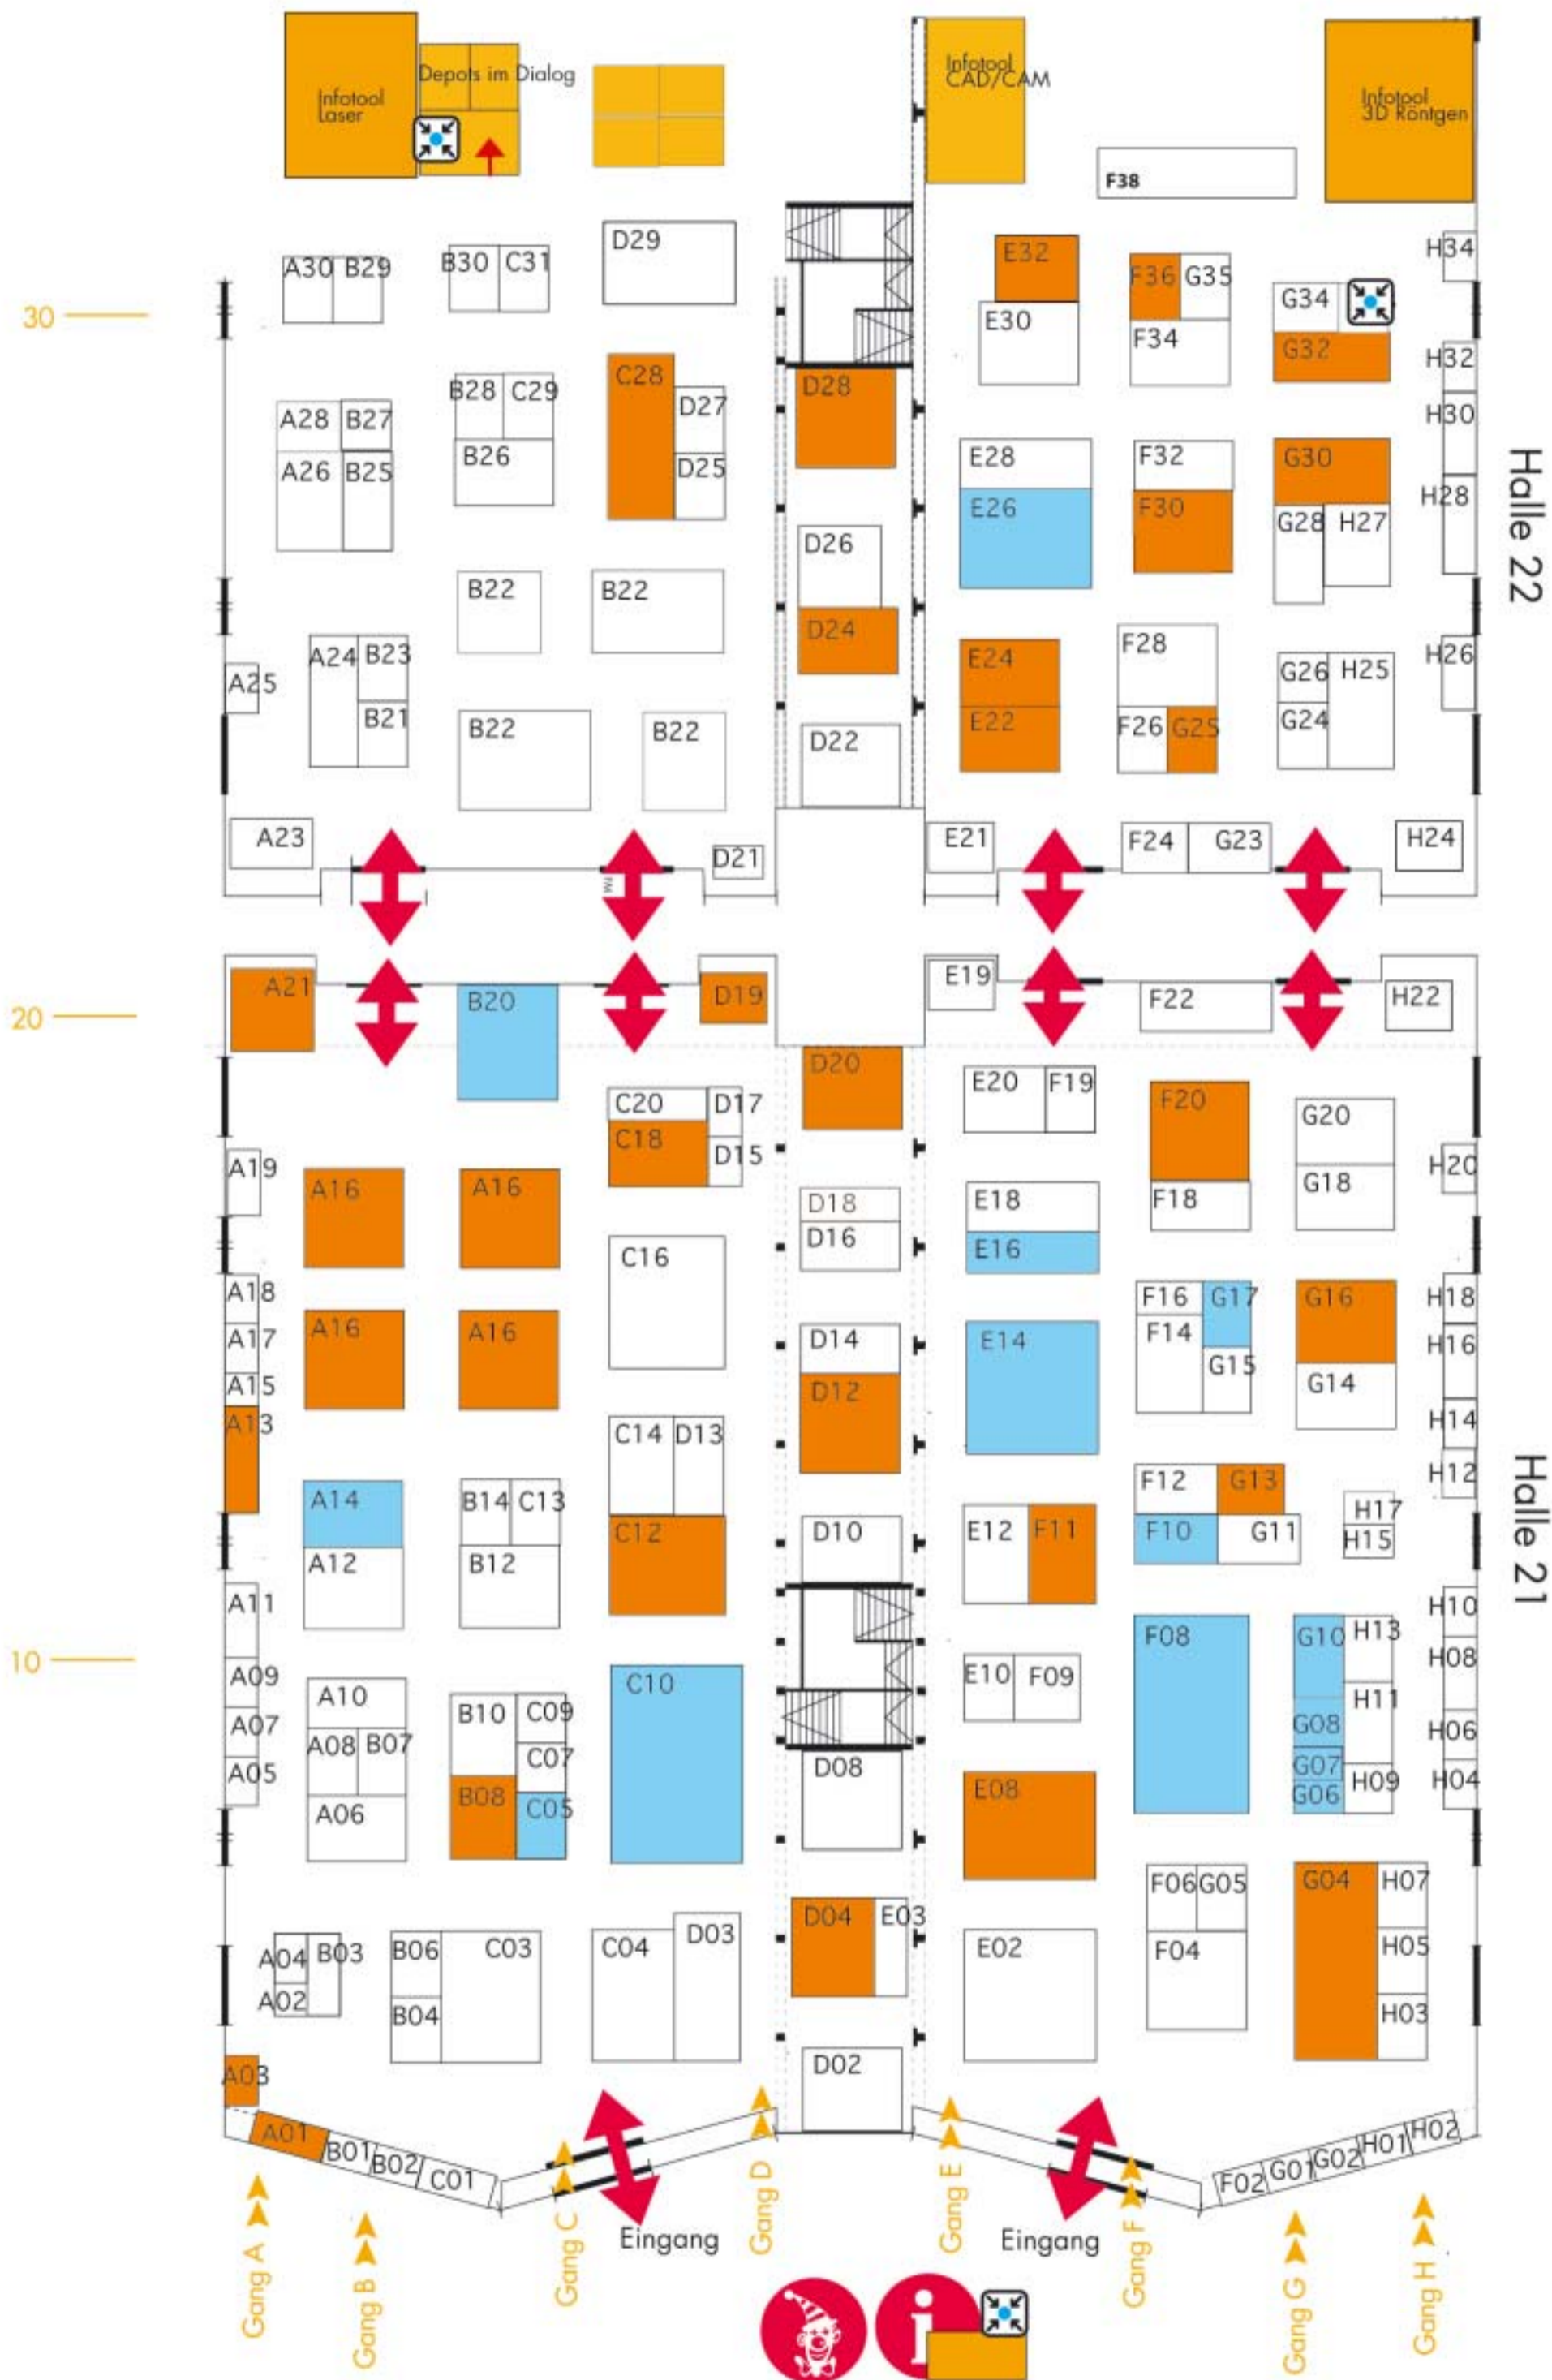 Infotool
Laser
Depots im Dialog
Infotool
CAD/CAM
Infotool
3D Röntgen
F38
A30 B29
B30 C31
D29
E32
F36 G35
H34
G34
30
E30
F34
G32
H32
C28
D28
B28 C29
D27
A28 B27
H30
B26
D25
E28
F32
G30
A26 B25
H28
E26
F30
G28 H27
Halle 22
D26
B22
B22
D24
F28
A24 B23
E24
H26
A25
G26 H25
B21
B22
B22
D22
E22
F26 G25
G24
A23
D21
E21
F24 G23
H24
A21
B20
D19
E19
F22
H22
20
D20
E20 F19
F20
C20 D17
G20
C18
D15
A19
H20
A16
A16
D18
E18
F18
G18
D16
E16
C16
A18
F16 G17
G16
H18
A17
A16
A16
D14
E14
F14
H16
A15
D12
G15
G14
A13
C14 D13
H14
F12 G13
H12
A14
B14 C13
H17
C12
D10
E12 F11
F10 G11
H15
A12
B12
Halle 21
A11
H10
F08
G10 H13
10
A09
C10
E10 F09
H08
A10
H11
B10 C09
A07
G08
H06
A08 B07
C07
D08
G07
A05
H09
H04
B08
C05
E08
G06
A06
F06 G05
G04 H07
D04 E03
D03
A04 B03
B06 C03
C04
E02
F04
H05
A02
B04
H03
A03
D02
A01
B01
B02
C01
F02
G01
G02
H01
H02
Eingang
Eingang
Gang A
Gang B
Gang C
Gang D
Gang E
Gang F
Gang G
Gang H
i